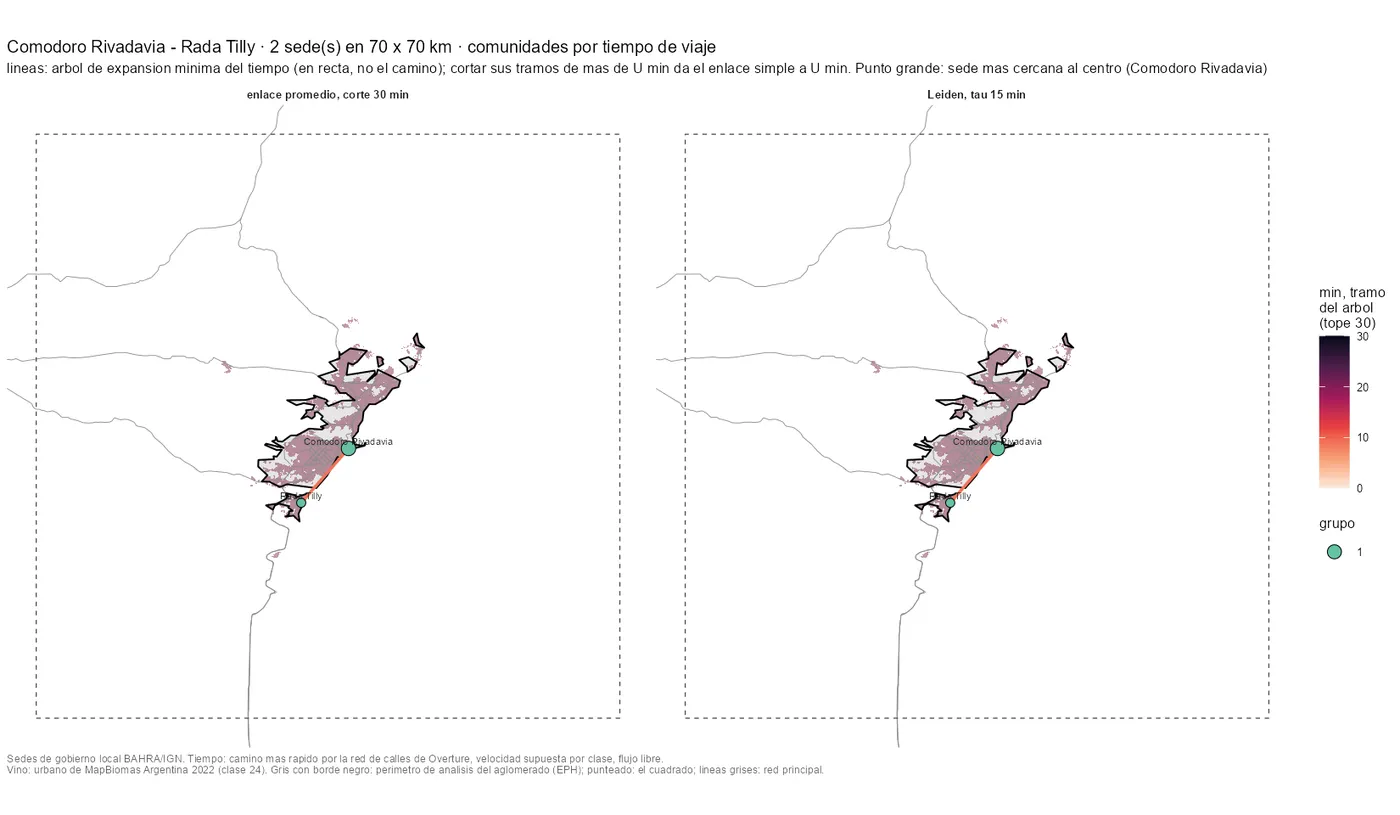 Comodoro Rivadavia - Rada Tilly · 2 sede(s) en 70 x 70 km · comunidades por tiempo de viaje
lineas: arbol de expansion minima del tiempo (en recta, no el camino); cortar sus tramos de mas de U min da el enlace simple a U min. Punto grande: sede mas cercana al centro (Comodoro Rivadavia)
enlace promedio, corte 30 min
Leiden, tau 15 min
Comodoro Rivadavia
Rada Tilly
Comodoro Rivadavia
Rada Tilly
min, tramo
del arbol
(tope 30)
30
20
10
0
grupo
1
Sedes de gobierno local BAHRA/IGN. Tiempo: camino mas rapido por la red de calles de Overture, velocidad supuesta por clase, flujo libre.
Vino: urbano de MapBiomas Argentina 2022 (clase 24). Gris con borde negro: perimetro de analisis del aglomerado (EPH); punteado: el cuadrado; lineas grises: red principal.